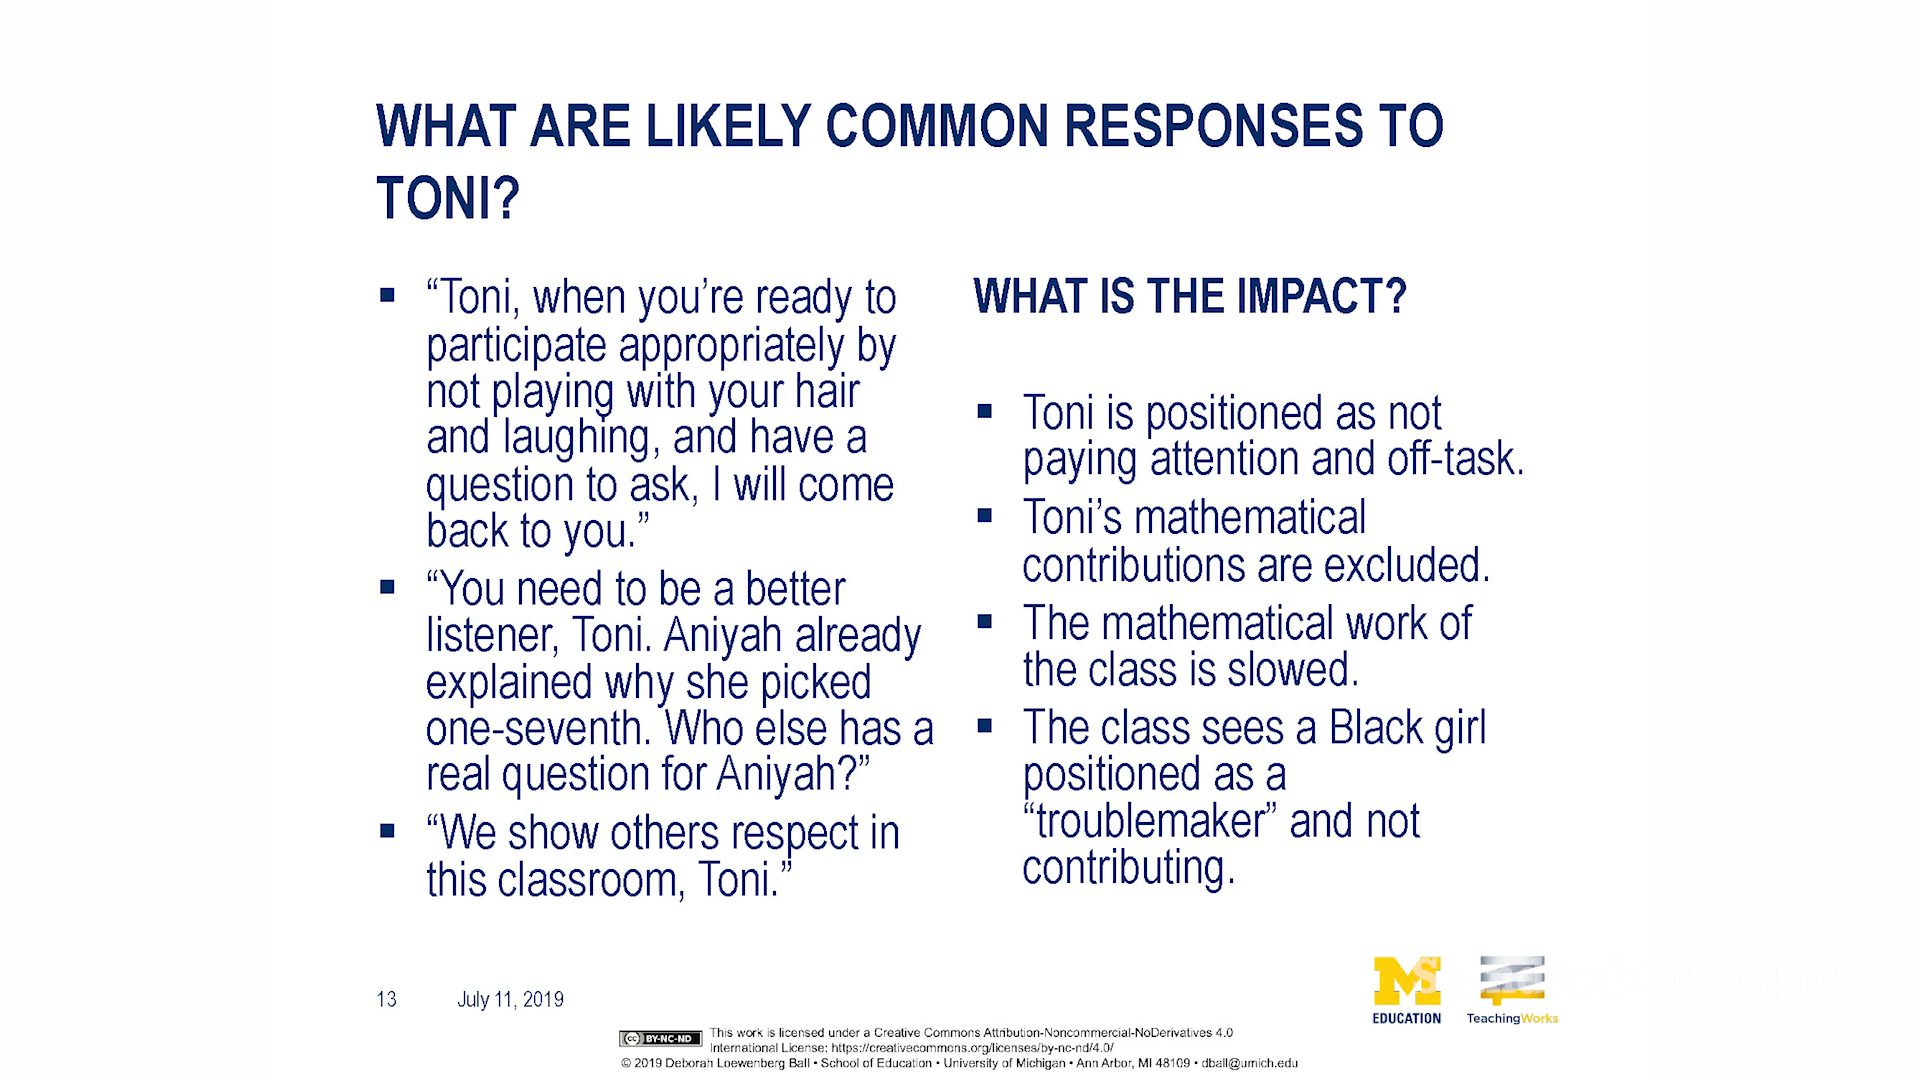 WHAT ARE LIKELY COMMON RESPONSES TO
TONI?
▪ “Toni, when you’re ready to
participate appropriately by
not playing with your hair
and laughing, and have a
question to ask, I will come
back to you.”
▪ “You need to be a better
listener, Toni. Aniyah already
explained why she picked
one-seventh. Who else has a
real question for Aniyah?”
▪ “We show others respect in
this classroom, Toni.”
WHAT IS THE IMPACT?
▪ Toni is positioned as not
paying attention and off-task.
▪ Toni’s mathematical
contributions are excluded.
▪ The mathematical work of
the class is slowed.
▪ The class sees a Black girl
positioned as a
“troublemaker” and not
contributing.
13 July 11, 2019
M
EDUCATION
TeachingWorks
cc BY-NC-ND
This work is licensed under a Creative Commons Attribution-Noncommercial-NoDerivatives 4.0
International License: https://creativecommons.org/licenses/by-nc-nd/4.0/
© 2019 Deborah Loewenberg Ball • School of Education • University of Michigan • Ann Arbor, MI 48109 • dball@umich.edu